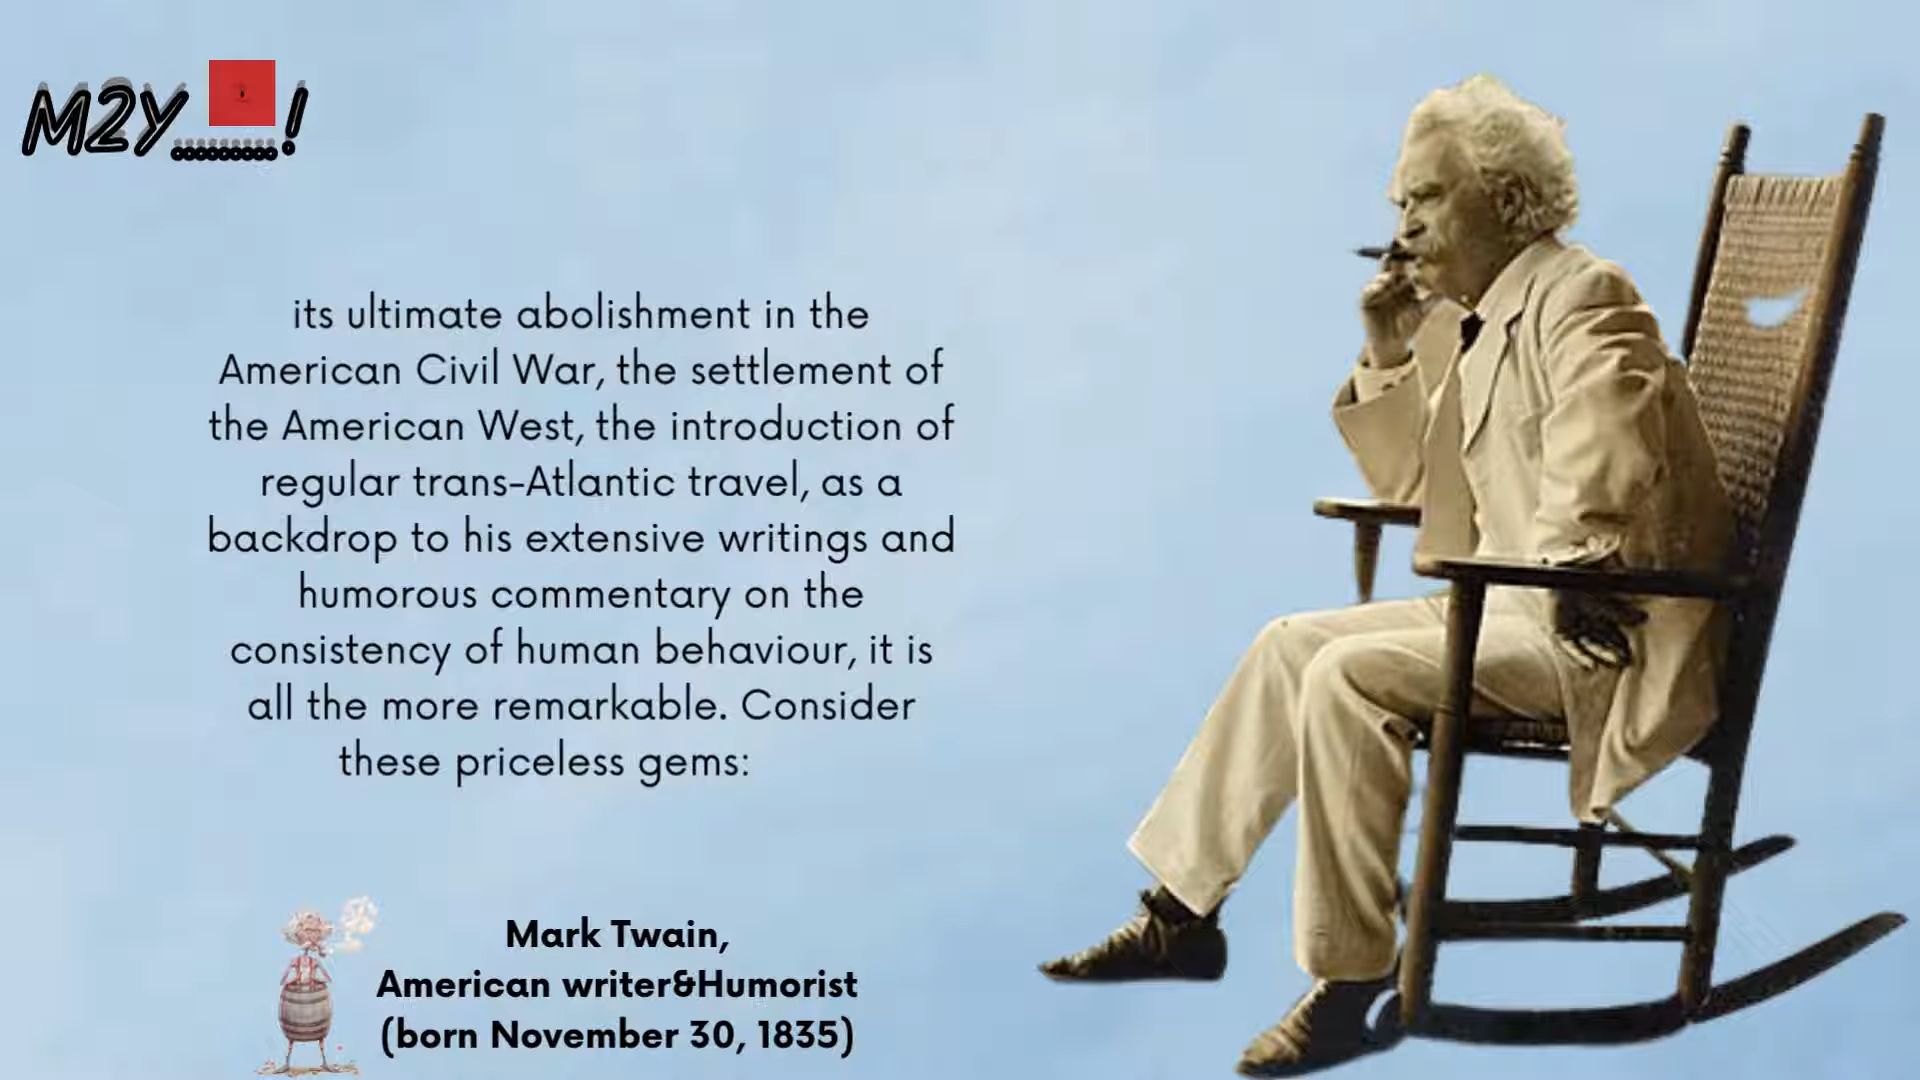 M2Y.........!
its ultimate abolishment in the
American Civil War, the settlement of
the American West, the introduction of
regular trans-Atlantic travel, as a
backdrop to his extensive writings and
humorous commentary on the
consistency of human behaviour, it is
all the more remarkable. Consider
these priceless gems:
Mark Twain,
American writer&Humorist
(born November 30, 1835)